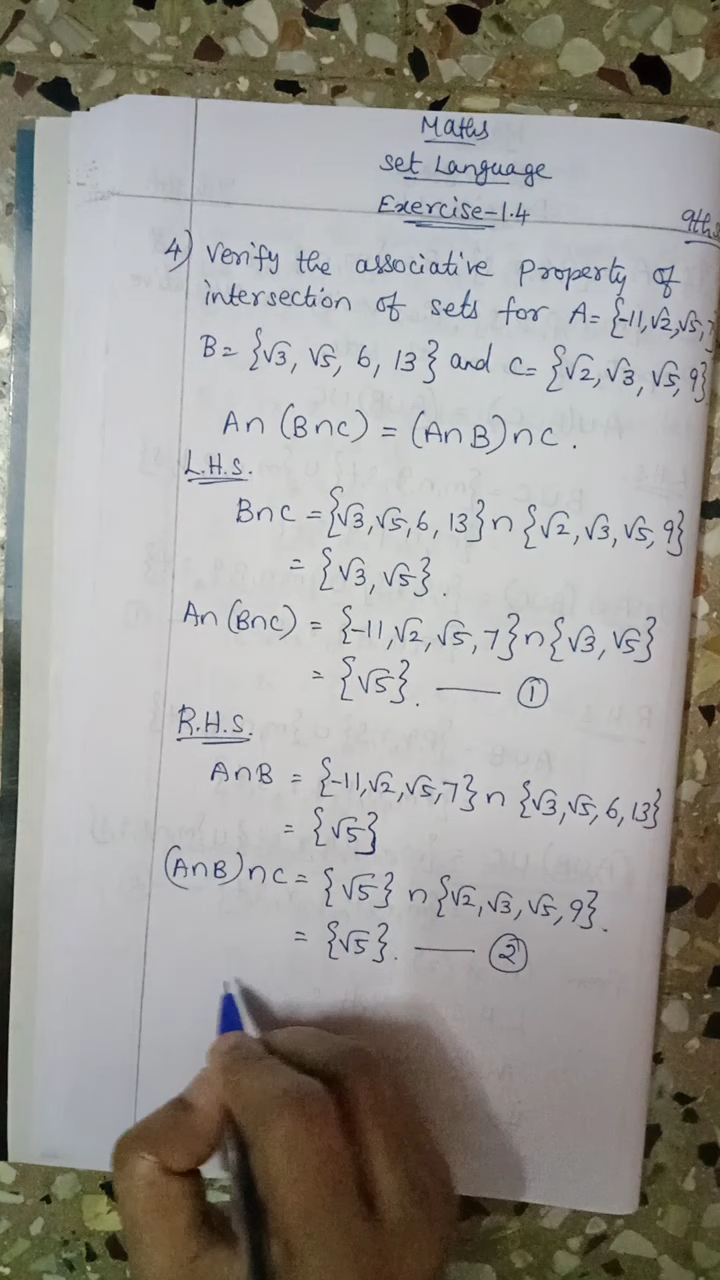 Maths
Set Language
Exercise-1.4
9th
4) Verify the associative property of
intersection of sets for A= {-11,√2,√5,7
B= {√3, √5, 6, 13} and C= {√2,√3,√5,9}
A∩(B∩C) = (A∩B)∩C.
L.H.S.
B∩C = {√3,√5,6,13}∩{√2,√3,√5,9}
= {√3,√5}.
A∩(B∩C) = {-11,√2,√5,7}∩{√3,√5}
= {√5}. —— ①
R.H.S.
A∩B = {-11,√2,√5,7}∩{√3,√5,6,13}
= {√5}
(A∩B)∩C = {√5}∩{√2,√3,√5,9}.
= {√5}. —— ②